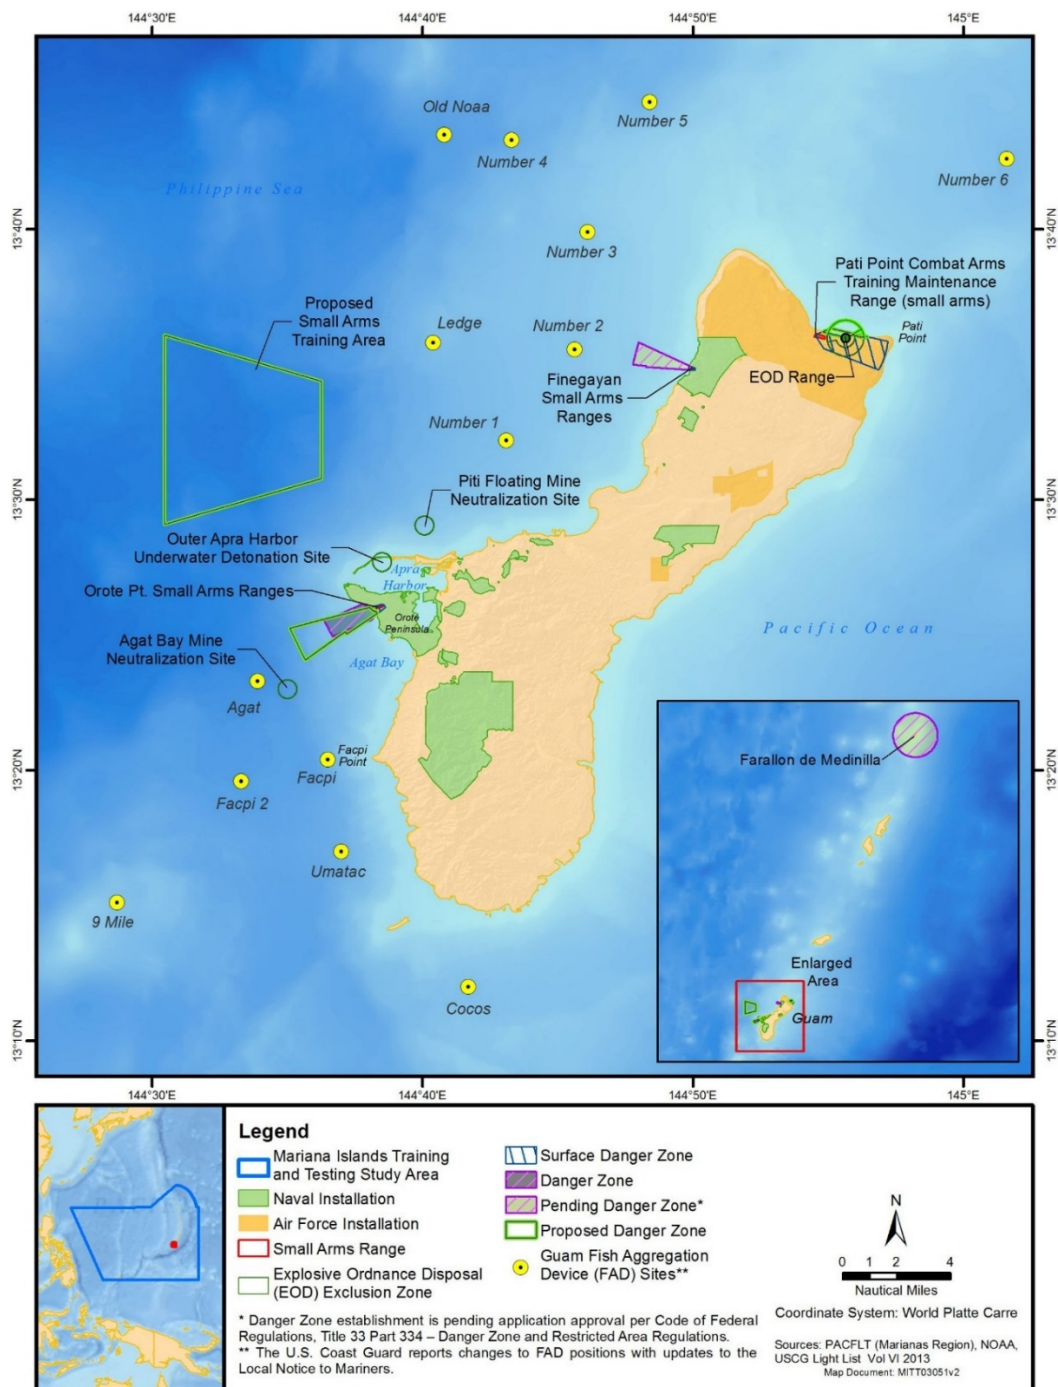 144°30'E
144°40'E
144°50'E
145°E
Old Noaa
Number 5
Number 4
Number 6
Philippine Sea
13°40'N
13°40'N
Number 3
Pati Point Combat Arms
Training Maintenance
Range (small arms)
Proposed
Small Arms
Training Area
Ledge
Number 2
Pati
Point
EOD Range
Finegayan
Small Arms
Ranges
Number 1
Piti Floating Mine
Neutralization Site
13°30'N
13°30'N
Outer Apra Harbor
Underwater Detonation Site
Apra
Harbor
Orote Pt. Small Arms Ranges
Orote
Peninsula
Pacific Ocean
Agat Bay Mine
Neutralization Site
Agat Bay
Agat
Facpi
Point
Facpi
Farallon de Medinilla
13°20'N
13°20'N
Facpi 2
Umatac
9 Mile
Enlarged
Area
Cocos
Guam
13°10'N
13°10'N
144°30'E
144°40'E
144°50'E
145°E
Legend
Mariana Islands Training
and Testing Study Area
Naval Installation
Air Force Installation
Small Arms Range
Explosive Ordnance Disposal
(EOD) Exclusion Zone
Surface Danger Zone
Danger Zone
Pending Danger Zone*
Proposed Danger Zone
Guam Fish Aggregation
Device (FAD) Sites**
* Danger Zone establishment is pending application approval per Code of Federal
Regulations, Title 33 Part 334 – Danger Zone and Restricted Area Regulations.
** The U.S. Coast Guard reports changes to FAD positions with updates to the
Local Notice to Mariners.
N
0 1 2 4
Nautical Miles
Coordinate System: World Platte Carre
Sources: PACFLT (Marianas Region), NOAA,
USCG Light List Vol VI 2013
Map Document: MITT03051v2